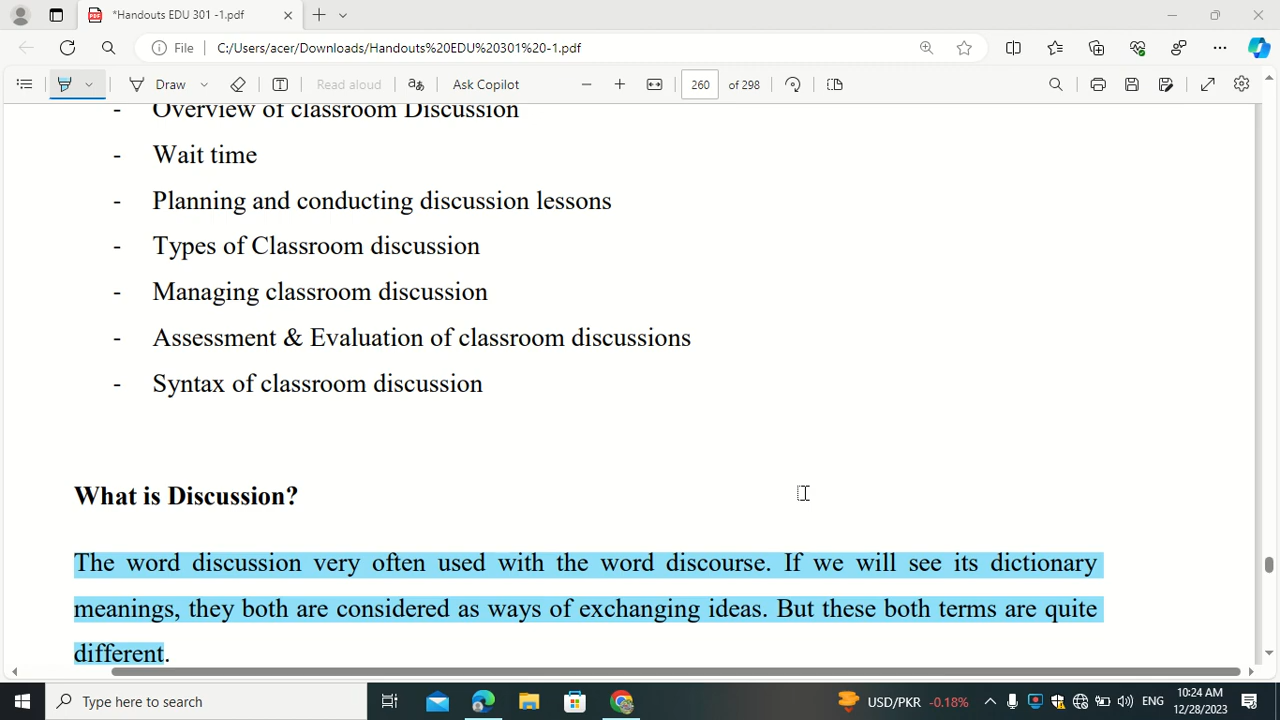 *Handouts EDU 301 -1.pdf
File C:/Users/acer/Downloads/Handouts%20EDU%20301%20-1.pdf
Draw Read aloud aあ Ask Copilot 260 of 298
- Overview of classroom Discussion
- Wait time
- Planning and conducting discussion lessons
- Types of Classroom discussion
- Managing classroom discussion
- Assessment & Evaluation of classroom discussions
- Syntax of classroom discussion
What is Discussion?
The word discussion very often used with the word discourse. If we will see its dictionary
meanings, they both are considered as ways of exchanging ideas. But these both terms are quite
different.
Type here to search USD/PKR -0.18% ENG 10:24 AM
12/28/2023